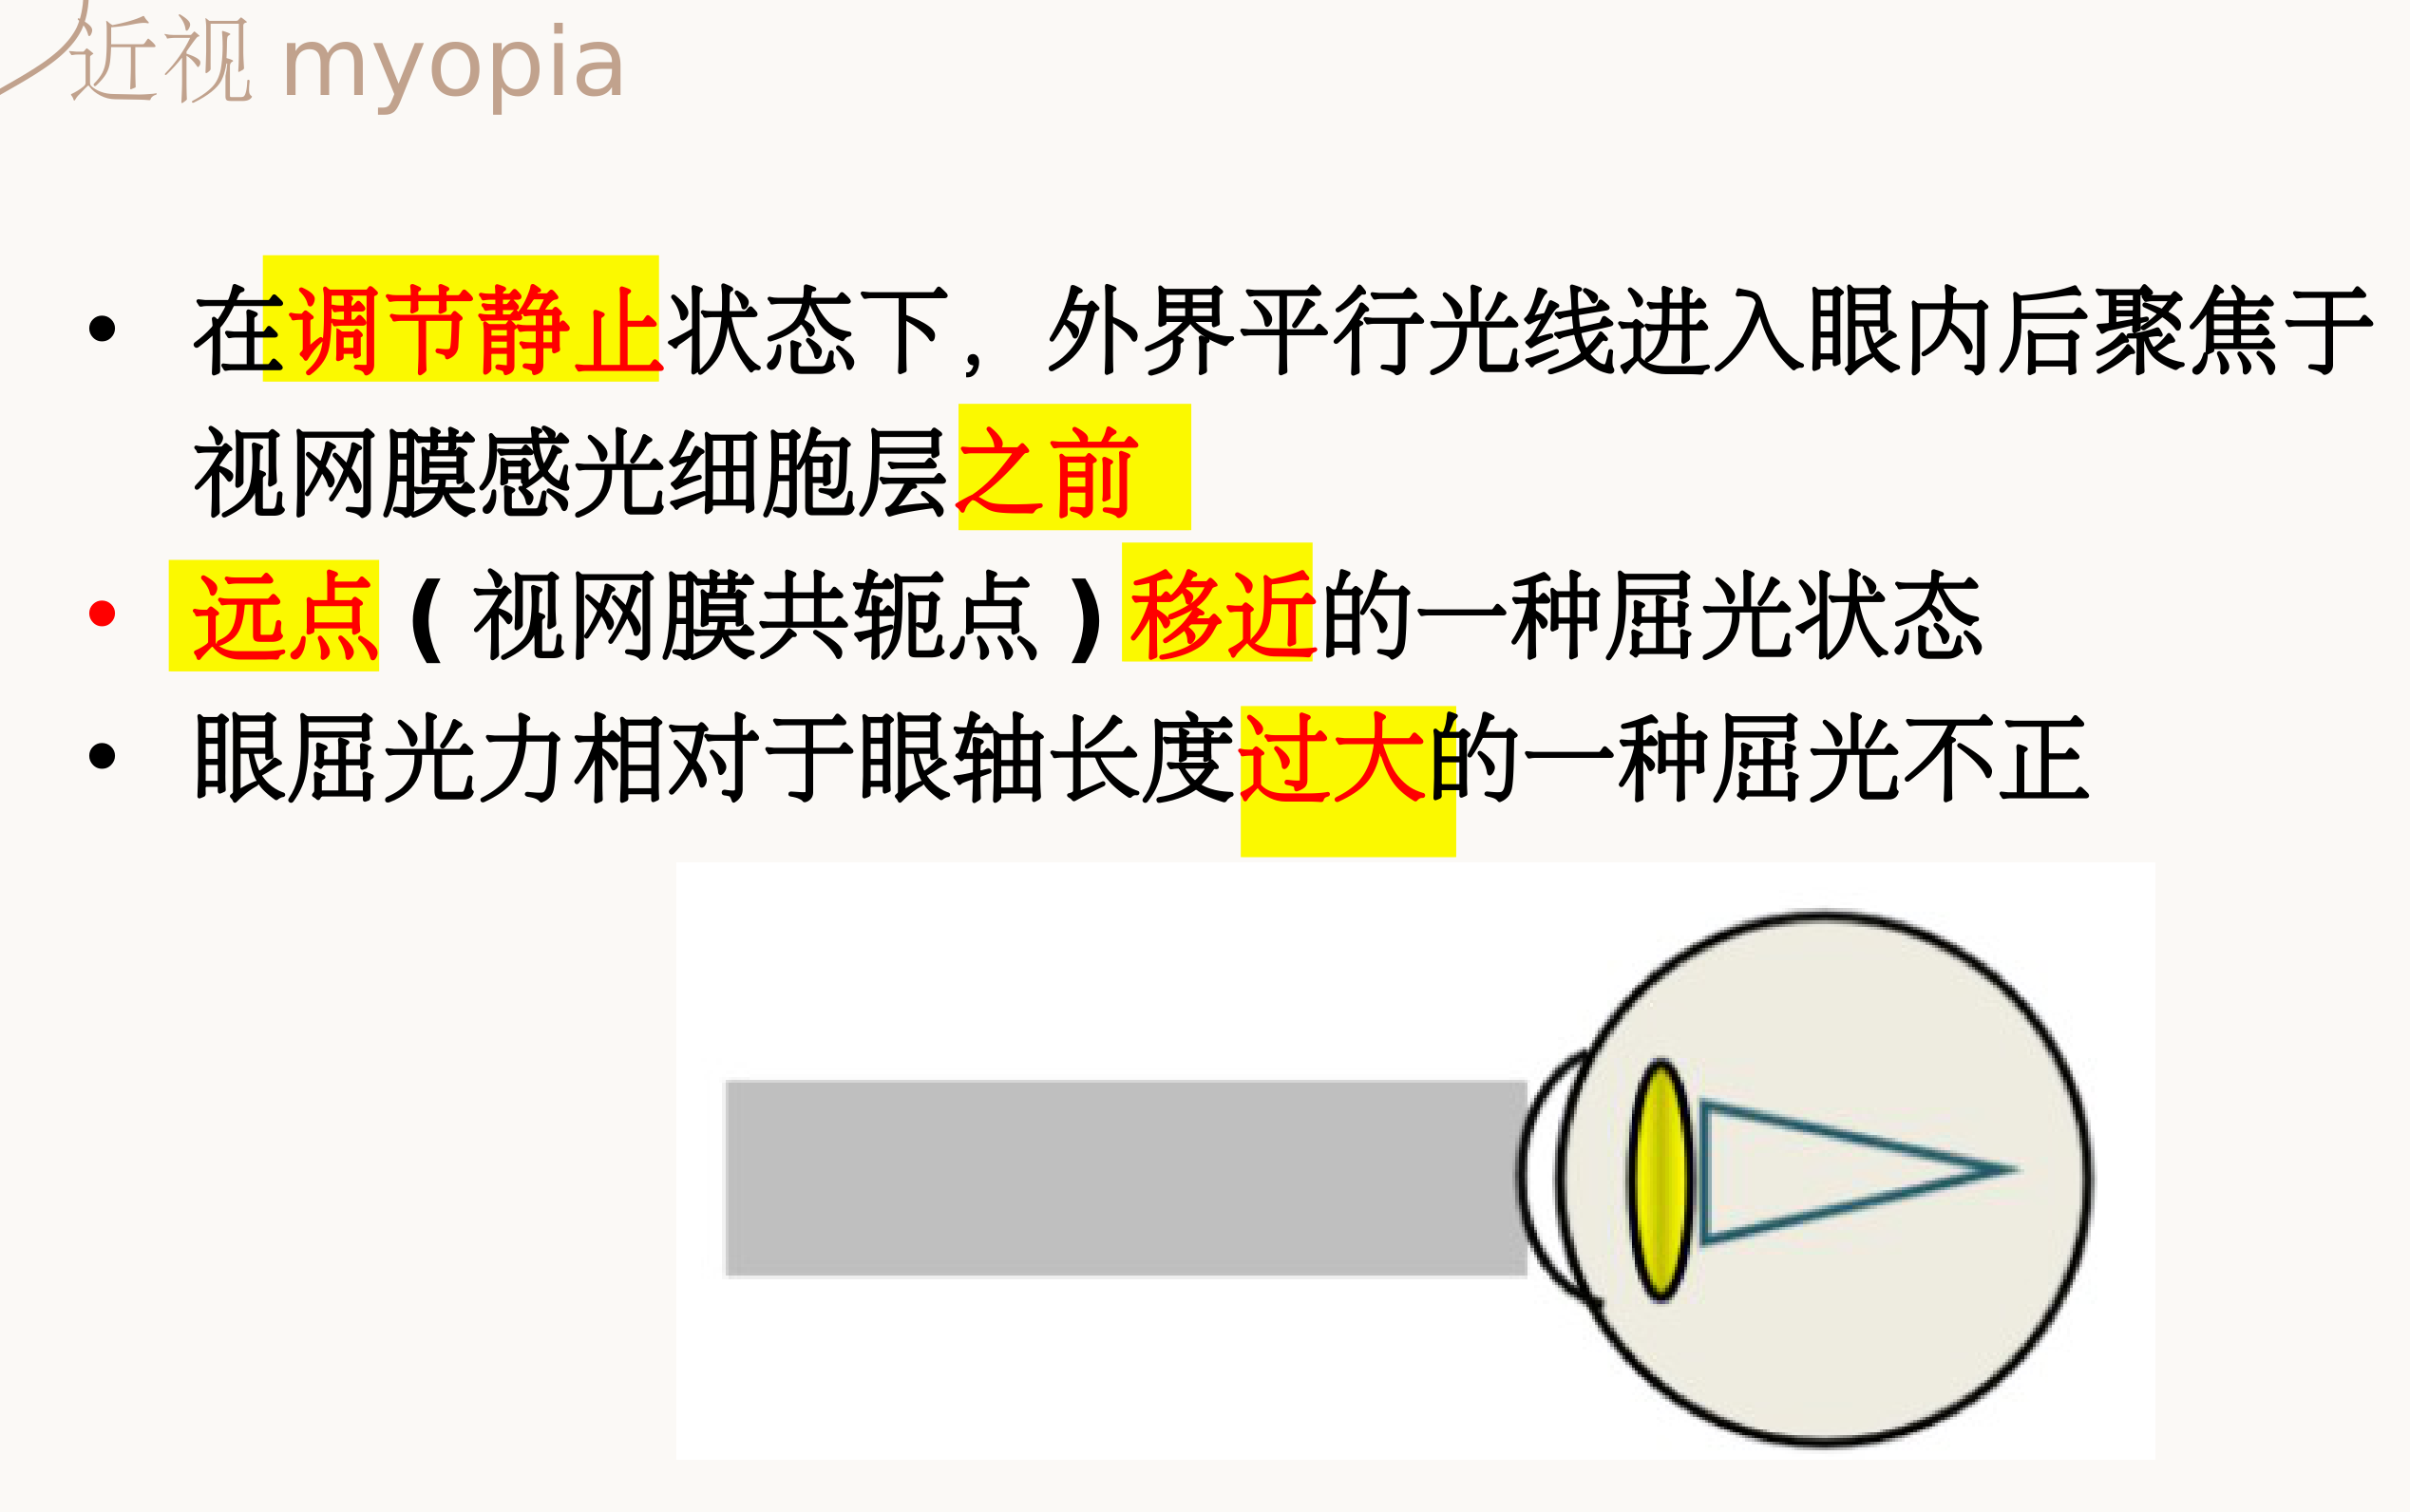 近视 myopia
• 在调节静止状态下，外界平行光线进入眼内后聚焦于
视网膜感光细胞层之前
• 远点(视网膜共轭点)移近的一种屈光状态
• 眼屈光力相对于眼轴长度过大的一种屈光不正